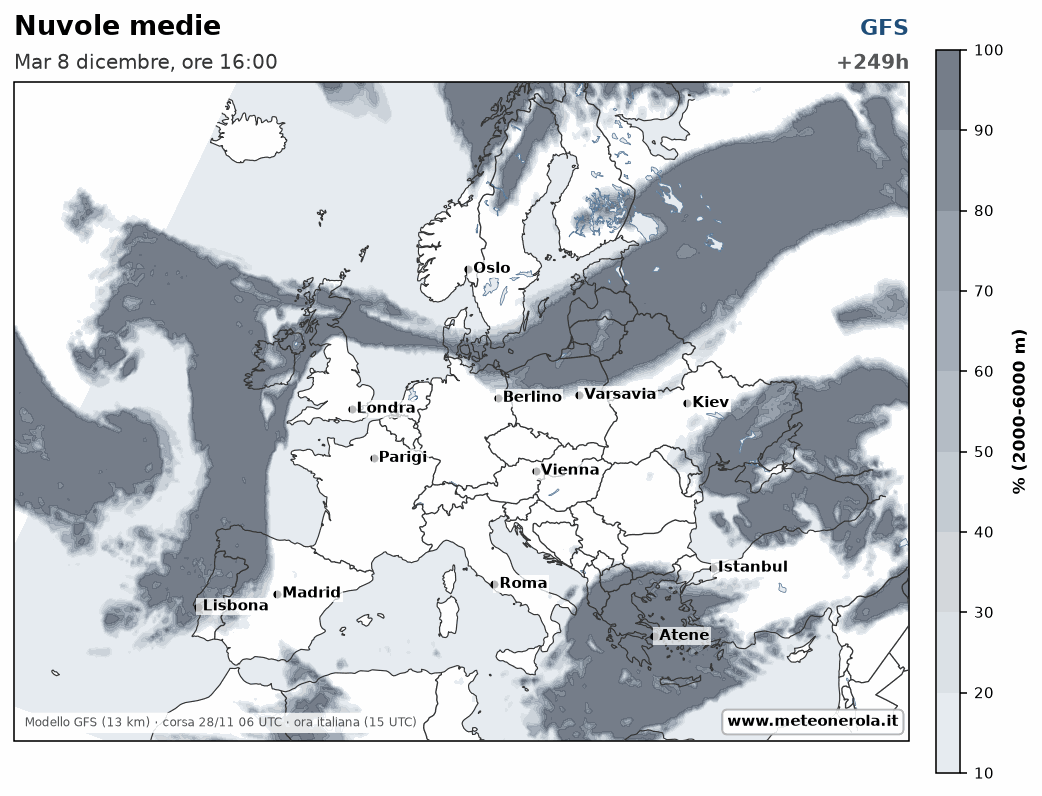 Nuvole medie
GFS
Mar 8 dicembre, ore 16:00
+249h
Oslo
Berlino
Varsavia
Kiev
Londra
Parigi
Vienna
Istanbul
Roma
Madrid
Lisbona
Atene
Modello GFS (13 km) · corsa 28/11 06 UTC · ora italiana (15 UTC)
www.meteonerola.it
100
90
80
70
60
50
40
30
20
10
% (2000-6000 m)